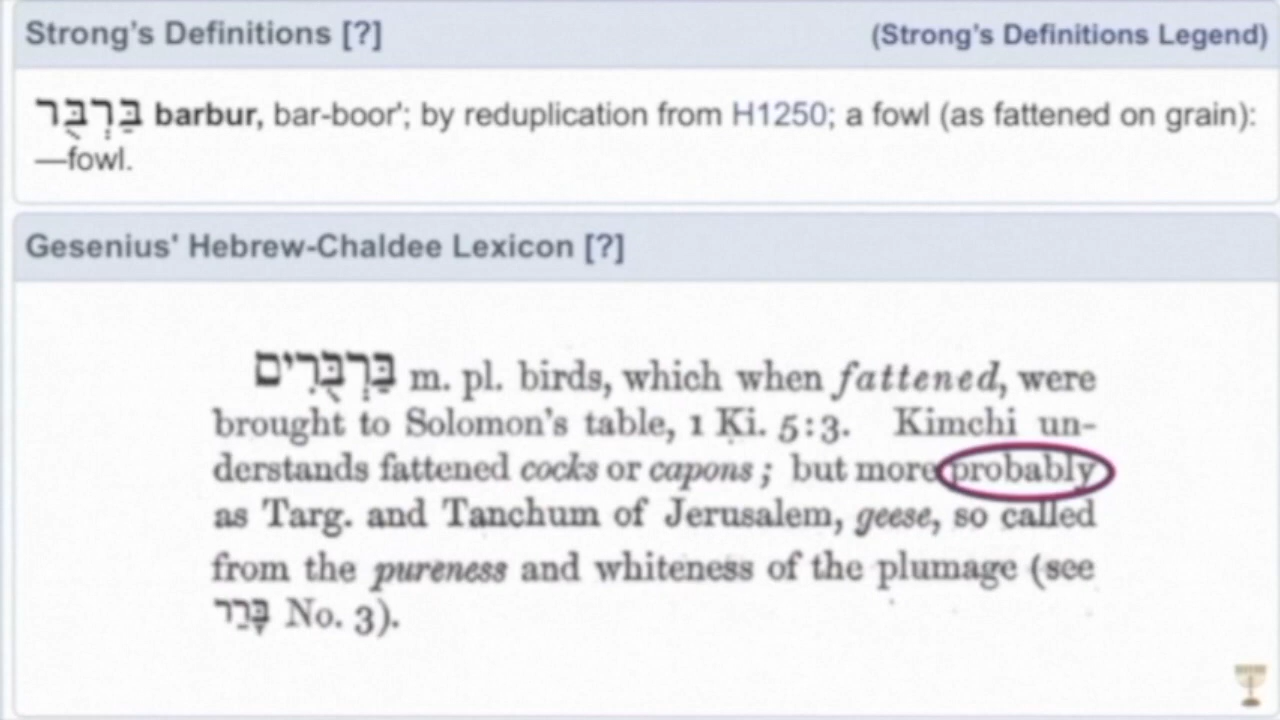 Strong's Definitions [?]
(Strong's Definitions Legend)
בַּרְבֻּר barbur, bar-boor'; by reduplication from H1250; a fowl (as fattened on grain):
—fowl.
Gesenius' Hebrew-Chaldee Lexicon [?]
בַּרְבֻּרִים m. pl. birds, which when fattened, were
brought to Solomon's table, 1 Ki. 5:3. Kimchi un-
derstands fattened cocks or capons; but more probably
as Targ. and Tanchum of Jerusalem, geese, so called
from the pureness and whiteness of the plumage (see
בָּרַר No. 3).